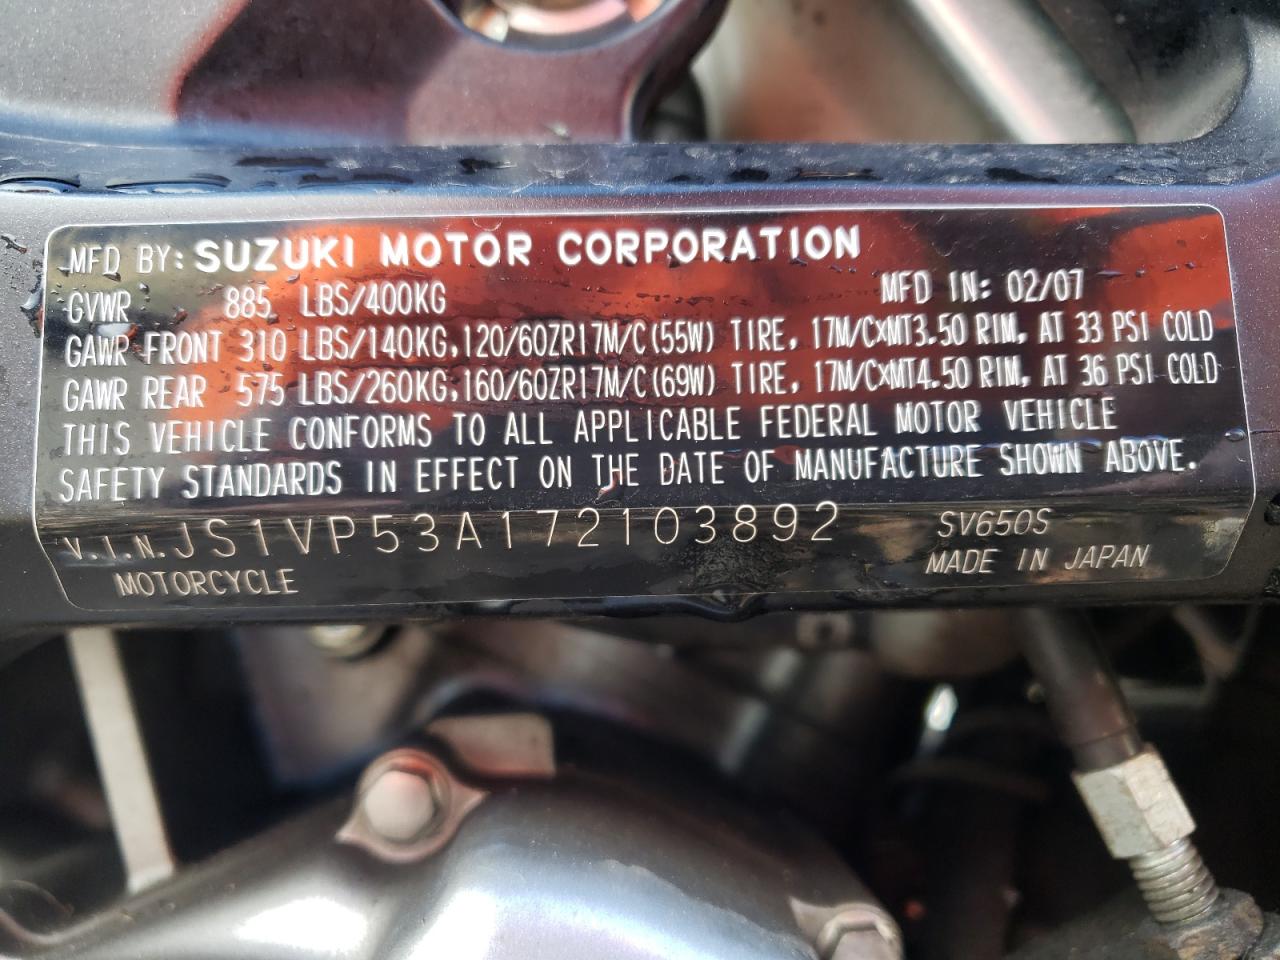 MFD BY: SUZUKI MOTOR CORPORATION
GVWR 885 LBS/400KG MFD IN: 02/07
GAWR FRONT 310 LBS/140KG,120/60ZR17M/C(55W) TIRE, 17M/CXMT3.50 RIM, AT 33 PSI COLD
GAWR REAR 575 LBS/260KG,160/60ZR17M/C(69W) TIRE, 17M/CXMT4.50 RIM, AT 36 PSI COLD
THIS VEHICLE CONFORMS TO ALL APPLICABLE FEDERAL MOTOR VEHICLE
SAFETY STANDARDS IN EFFECT ON THE DATE OF MANUFACTURE SHOWN ABOVE.
V.I.N. JS1VP53A172103892 SV650S
MOTORCYCLE MADE IN JAPAN